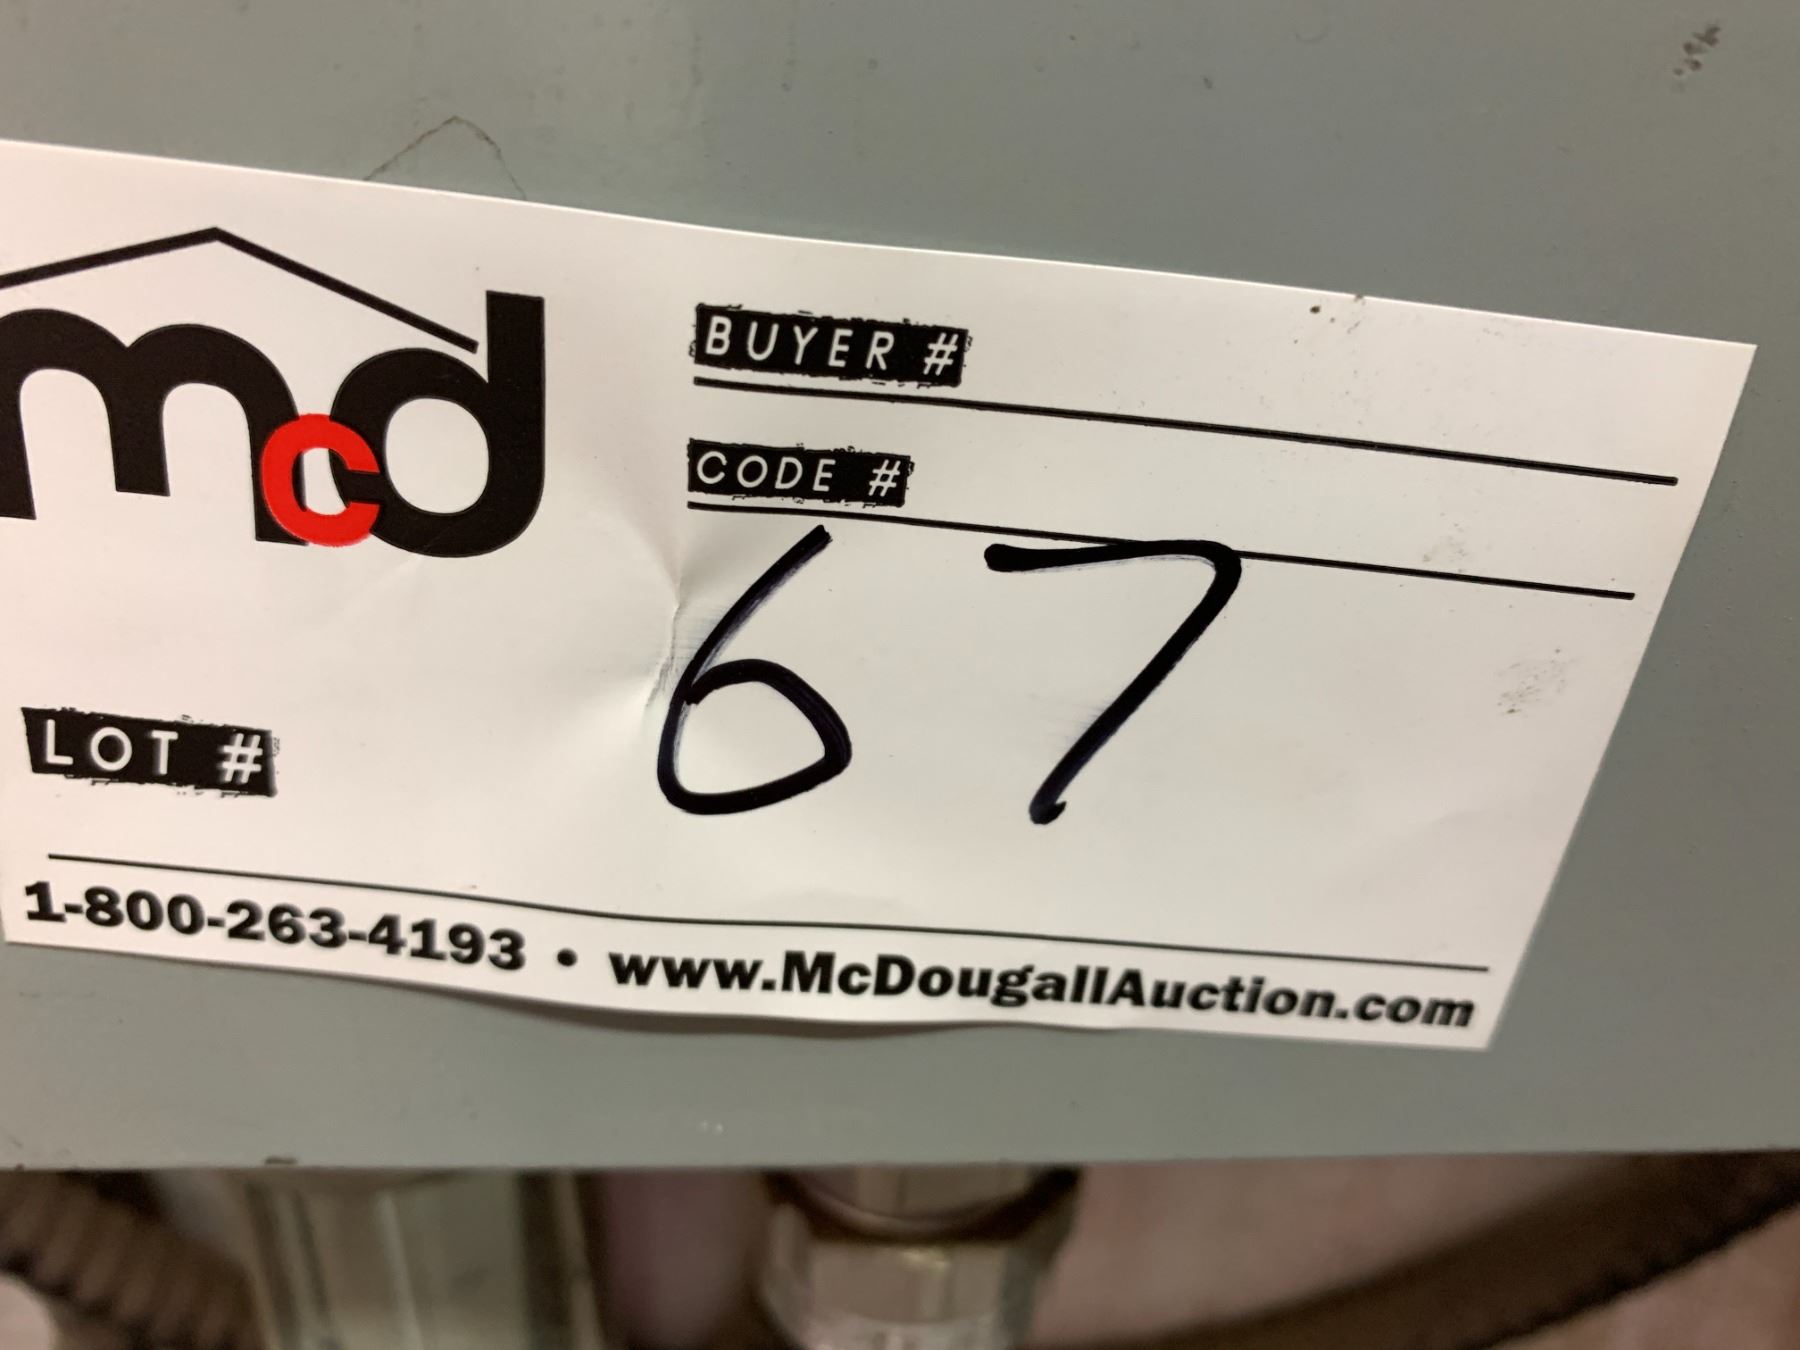 mcd
BUYER #
CODE #
LOT # 67
1-800-263-4193 • www.McDougallAuction.com